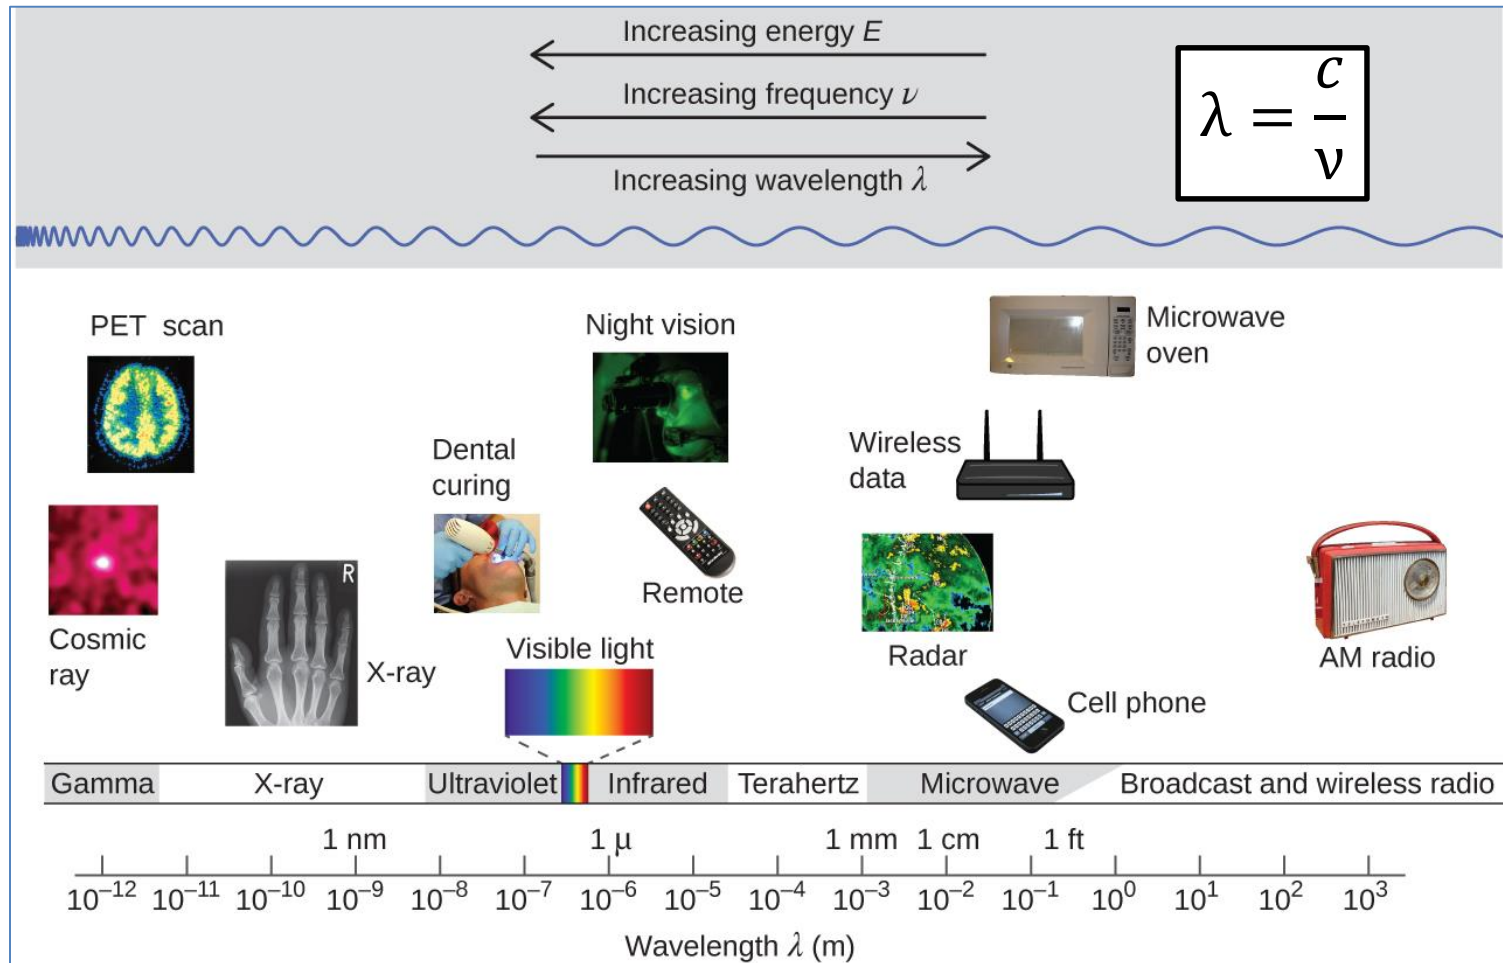 Increasing energy E
Increasing frequency ν
Increasing wavelength λ
λ = c/ν
PET scan
Night vision
Microwave
oven
Dental
curing
Wireless
data
Remote
Cosmic
ray
R
X-ray
Visible light
Radar
AM radio
Cell phone
Gamma X-ray Ultraviolet Infrared Terahertz Microwave Broadcast and wireless radio
1 nm 1 μ 1 mm 1 cm 1 ft
10⁻¹² 10⁻¹¹ 10⁻¹⁰ 10⁻⁹ 10⁻⁸ 10⁻⁷ 10⁻⁶ 10⁻⁵ 10⁻⁴ 10⁻³ 10⁻² 10⁻¹ 10⁰ 10¹ 10² 10³
Wavelength λ (m)